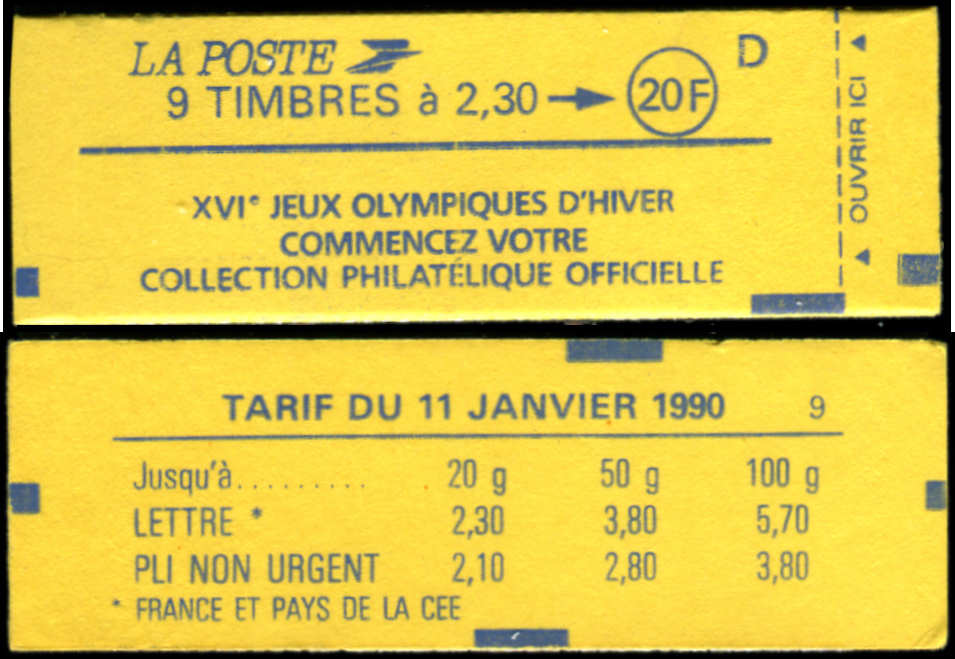 LA POSTE D
9 TIMBRES à 2,30 → 20F
XVIe JEUX OLYMPIQUES D'HIVER
COMMENCEZ VOTRE
COLLECTION PHILATÉLIQUE OFFICIELLE
▲ OUVRIR ICI ▲
TARIF DU 11 JANVIER 1990 9
Jusqu'à.......... 20 g 50 g 100 g
LETTRE * 2,30 3,80 5,70
PLI NON URGENT 2,10 2,80 3,80
* FRANCE ET PAYS DE LA CEE